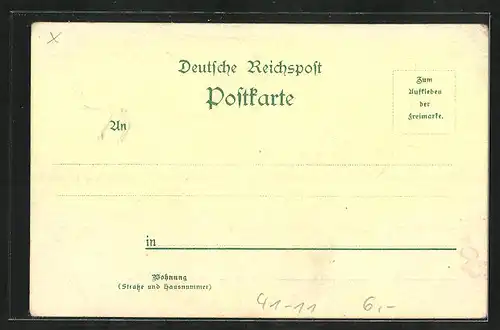 x
Deutsche Reichspost
Postkarte
Zum
Aufkleben
der
Freimarke.
An
in
Wohnung
(Straße und Hausnummer)
41-11 6,-